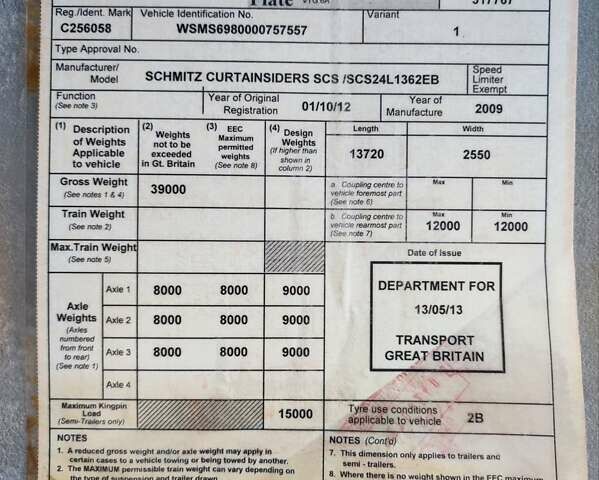 Plate VTG.6A 317767
Reg./Ident. Mark Vehicle Identification No. Variant
C256058 WSMS6980000757557 1
Type Approval No.
Manufacturer/ Model SCHMITZ CURTAINSIDERS SCS /SCS24L1362EB Speed Limiter Exempt
Function (See note 3) Year of Original Registration 01/10/12 Year of Manufacture 2009
(1) Description of Weights Applicable to vehicle
(2) Weights not to be exceeded in Gt. Britain
(3) EEC Maximum permitted weights (See note 8)
(4) Design Weights (If higher than shown in column 2)
Length Width
13720 2550
Gross Weight (See notes 1 & 4) 39000
a. Coupling centre to vehicle foremost part (See note 6) Max Min
Train Weight (See note 2)
b. Coupling centre to vehicle rearmost part (See note 7) Max 12000 Min 12000
Max.Train Weight (See note 5)
Date of Issue
Axle Weights (Axles numbered from front to rear) (See note 1)
Axle 1 8000 8000 9000
Axle 2 8000 8000 9000
Axle 3 8000 8000 9000
Axle 4
DEPARTMENT FOR
13/05/13
TRANSPORT
GREAT BRITAIN
Maximum Kingpin Load (Semi-Trailers only) 15000
Tyre use conditions applicable to vehicle 2B
NOTES
1. A reduced gross weight and/or axle weight may apply in
certain cases to a vehicle towing or being towed by another.
2. The MAXIMUM permissible train weight can vary depending on
the type of suspension and trailer drawn.
NOTES (Cont'd)
7. This dimension only applies to trailers and
semi - trailers.
8. Where there is no weight shown in the EEC maximum